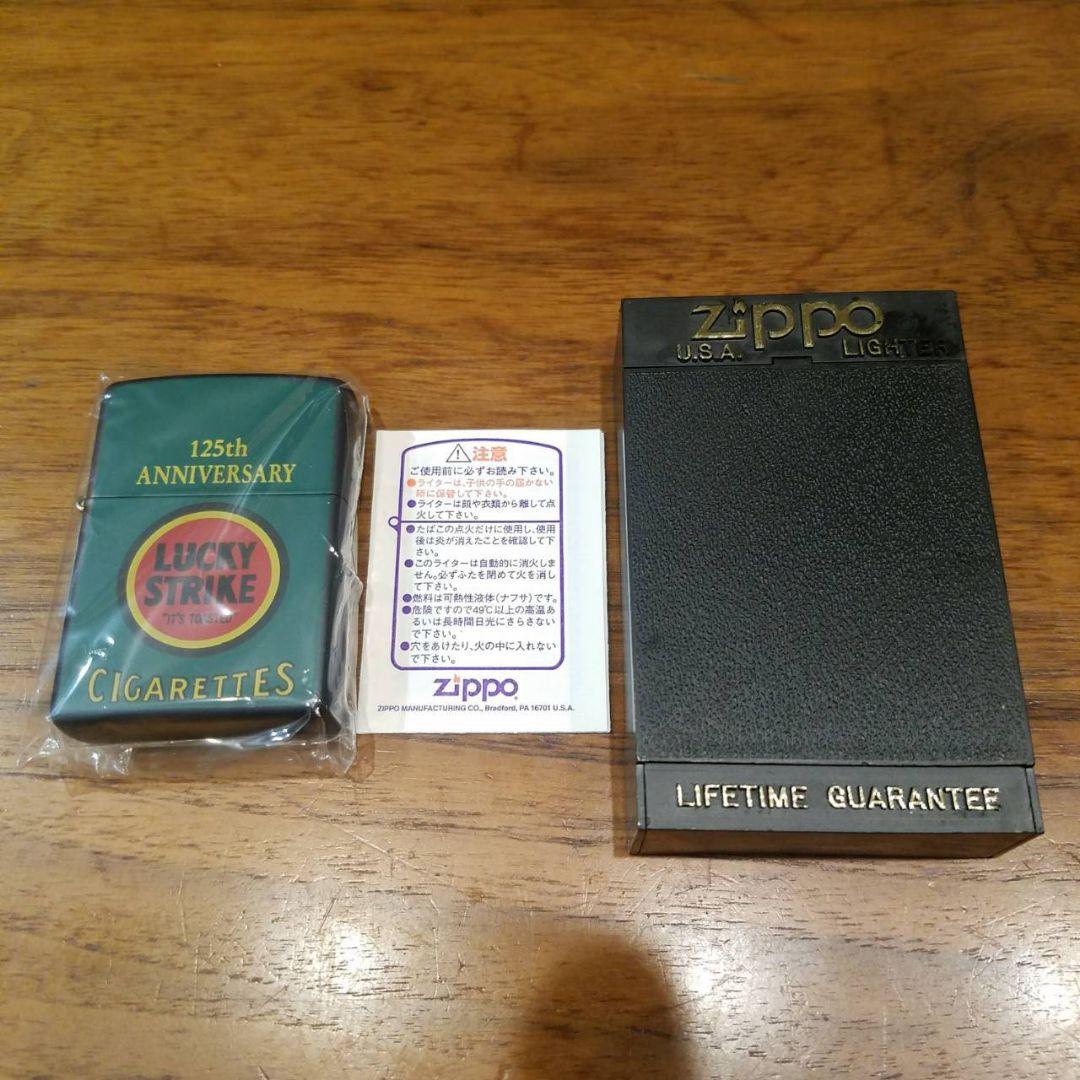 125th
ANNIVERSARY
LUCKY
STRIKE
"IT'S TOASTED"
CIGARETTES
注意
ご使用前に必ずお読み下さい。
●ライターは、子供の手の届かない
所に保管して下さい。
●ライターは顔や衣類から離して点
火して下さい。
●たばこの点火だけに使用し、使用
後は炎が消えたことを確認して下
さい。
●このライターは自動的に消火しま
せん。必ずふたを閉めて火を消し
て下さい。
●燃料は可熱性液体(ナフサ)です。
●危険ですので49℃以上の高温あ
るいは長時間日光にさらさない
で下さい。
●穴をあけたり、火の中に入れない
で下さい。
Zippo
ZIPPO MANUFACTURING CO., Bradford, PA 16701 U.S.A.
Zippo
U.S.A. LIGHTER
LIFETIME GUARANTEE